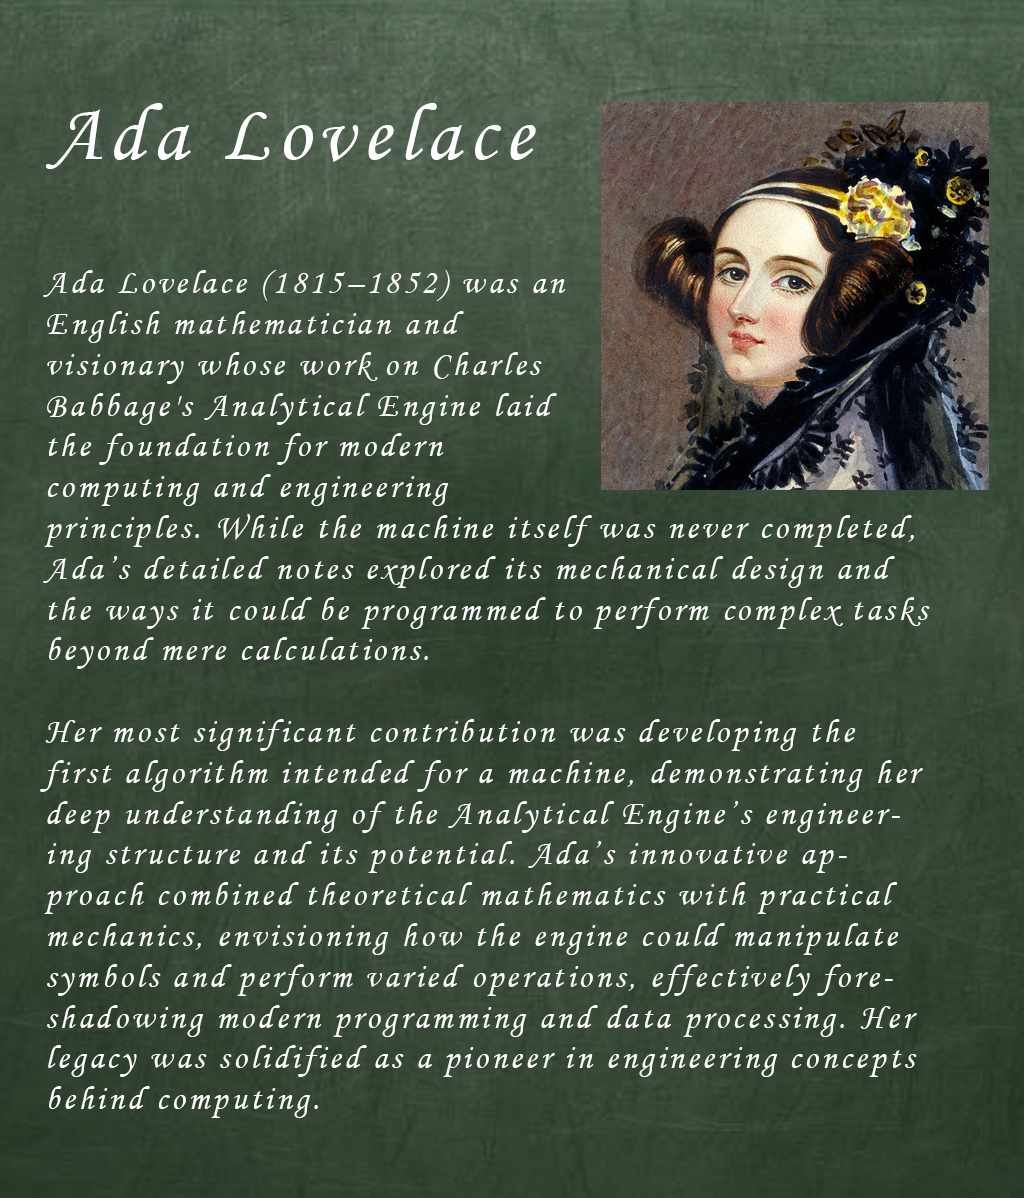 Ada Lovelace
Ada Lovelace (1815–1852) was an
English mathematician and
visionary whose work on Charles
Babbage's Analytical Engine laid
the foundation for modern
computing and engineering
principles. While the machine itself was never completed,
Ada’s detailed notes explored its mechanical design and
the ways it could be programmed to perform complex tasks
beyond mere calculations.
Her most significant contribution was developing the
first algorithm intended for a machine, demonstrating her
deep understanding of the Analytical Engine’s engineer-
ing structure and its potential. Ada’s innovative ap-
proach combined theoretical mathematics with practical
mechanics, envisioning how the engine could manipulate
symbols and perform varied operations, effectively fore-
shadowing modern programming and data processing. Her
legacy was solidified as a pioneer in engineering concepts
behind computing.